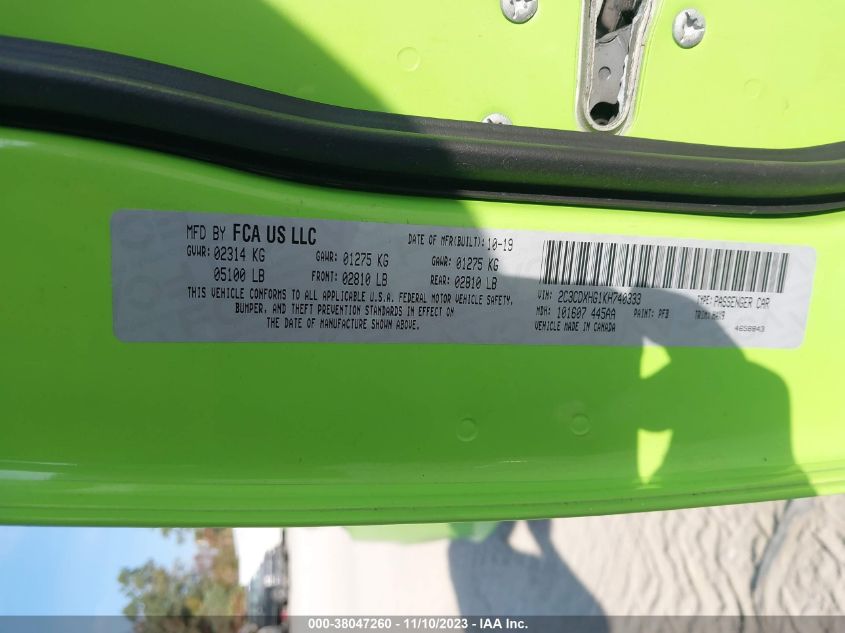 MFD BY FCA US LLC
DATE OF MFR(BUILT): 10-19
GVWR: 02314 KG
GAWR: 01275 KG
GAWR: 01275 KG
05100 LB
FRONT: 02810 LB
REAR: 02810 LB
THIS VEHICLE CONFORMS TO ALL APPLICABLE U.S.A. FEDERAL MOTOR VEHICLE SAFETY,
BUMPER, AND THEFT PREVENTION STANDARDS IN EFFECT ON
THE DATE OF MANUFACTURE SHOWN ABOVE.
VIN: 2C3CDXHG1KH740333
TYPE: PASSENGER CAR
MDH: 101607 445AA
PAINT: PFB
TRIM: HAX9
VEHICLE MADE IN CANADA
4658843
000-38047260 - 11/10/2023 - IAA Inc.